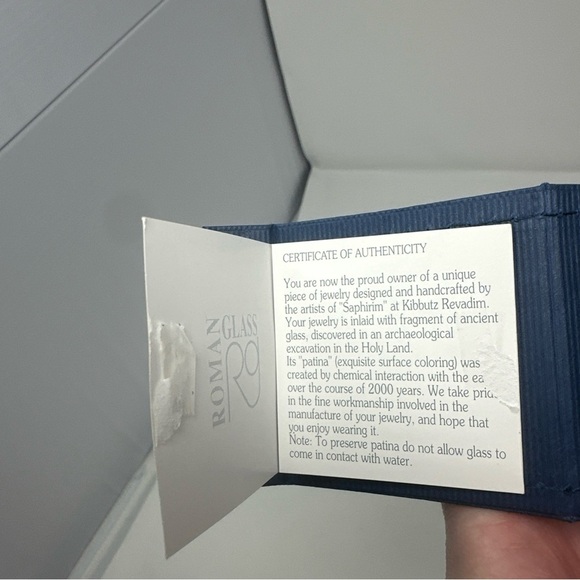 ROMAN
GLASS
CERTIFICATE OF AUTHENTICITY
You are now the proud owner of a unique
piece of jewelry designed and handcrafted by
the artists of "Saphirim" at Kibbutz Revadim.
Your jewelry is inlaid with fragment of ancient
glass, discovered in an archaeological
excavation in the Holy Land.
Its "patina" (exquisite surface coloring) was
created by chemical interaction with the
over the course of 2000 years. We take
in the fine workmanship involved in the
manufacture of your jewelry, and hope that
you enjoy wearing it.
Note: To preserve patina do not allow glass to
come in contact with water.